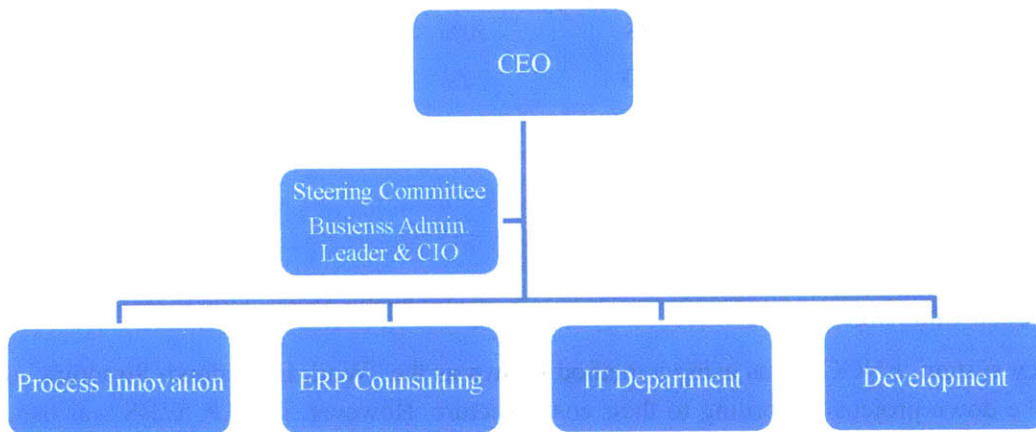 CEO
Steering Committee
Busienss Admin.
Leader & CIO
Process Innovation
ERP Counsulting
IT Department
Development